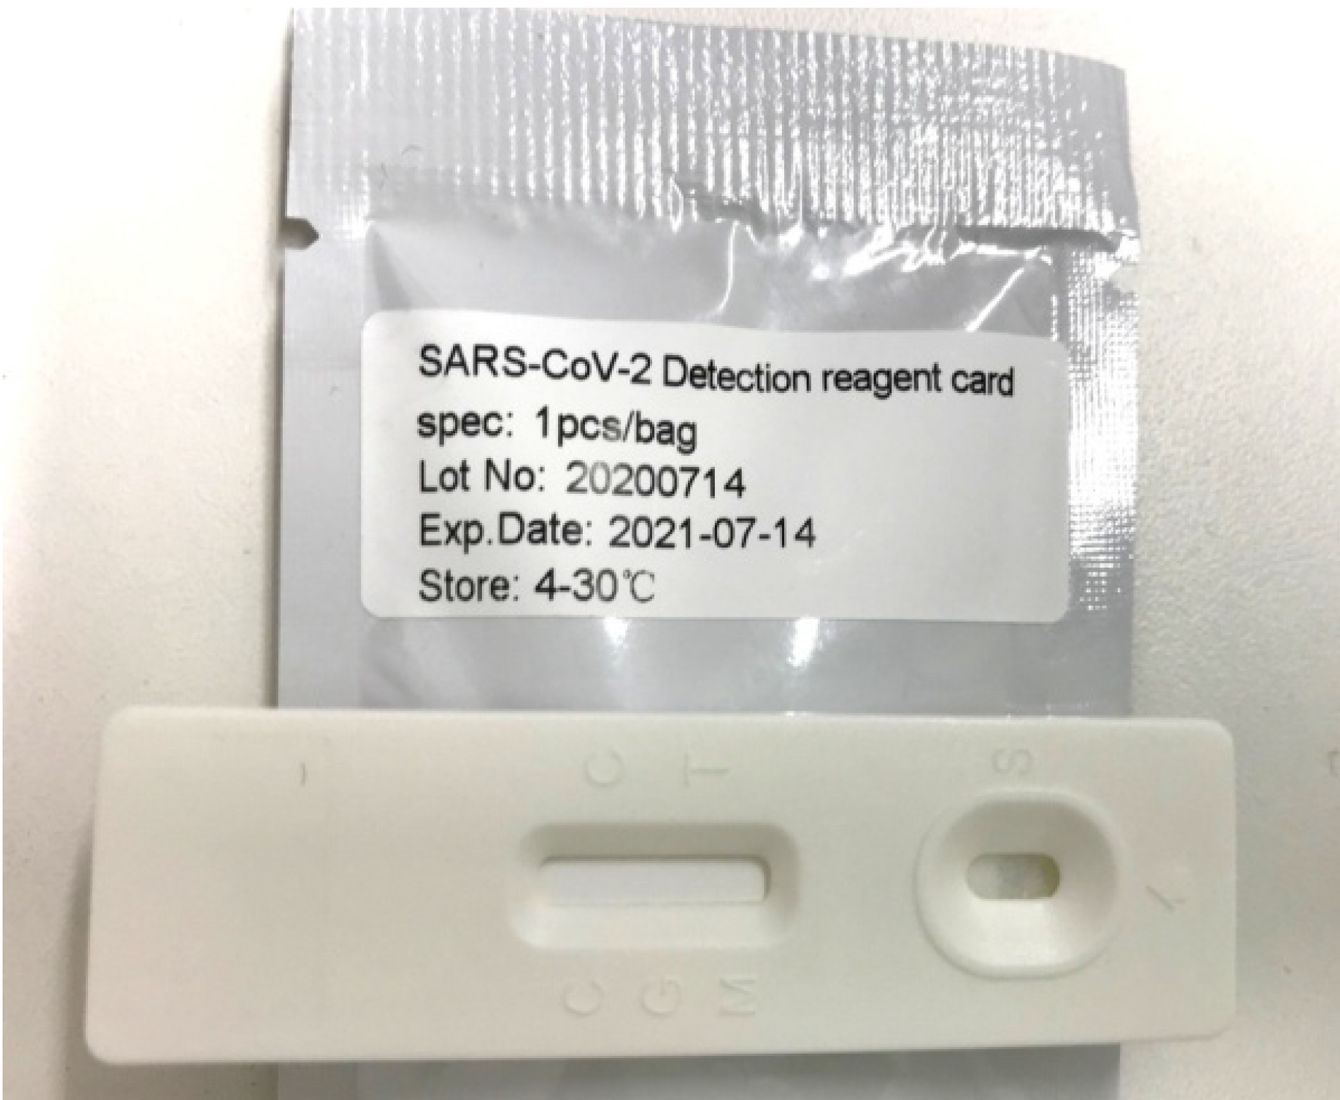 SARS-CoV-2 Detection reagent card
spec: 1pcs/bag
Lot No: 20200714
Exp.Date: 2021-07-14
Store: 4-30℃
C T S
C G M